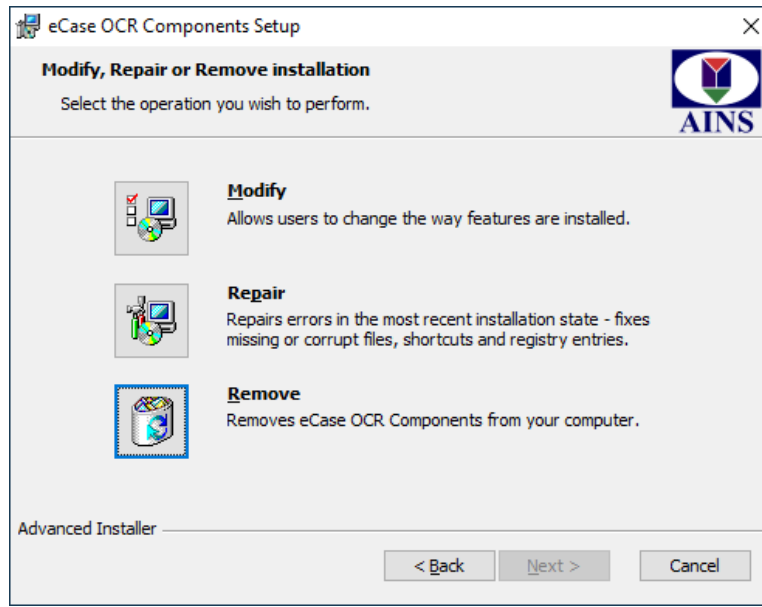 eCase OCR Components Setup
Modify, Repair or Remove installation
Select the operation you wish to perform.
AINS
Modify
Allows users to change the way features are installed.
Repair
Repairs errors in the most recent installation state - fixes
missing or corrupt files, shortcuts and registry entries.
Remove
Removes eCase OCR Components from your computer.
Advanced Installer
< Back
Next >
Cancel